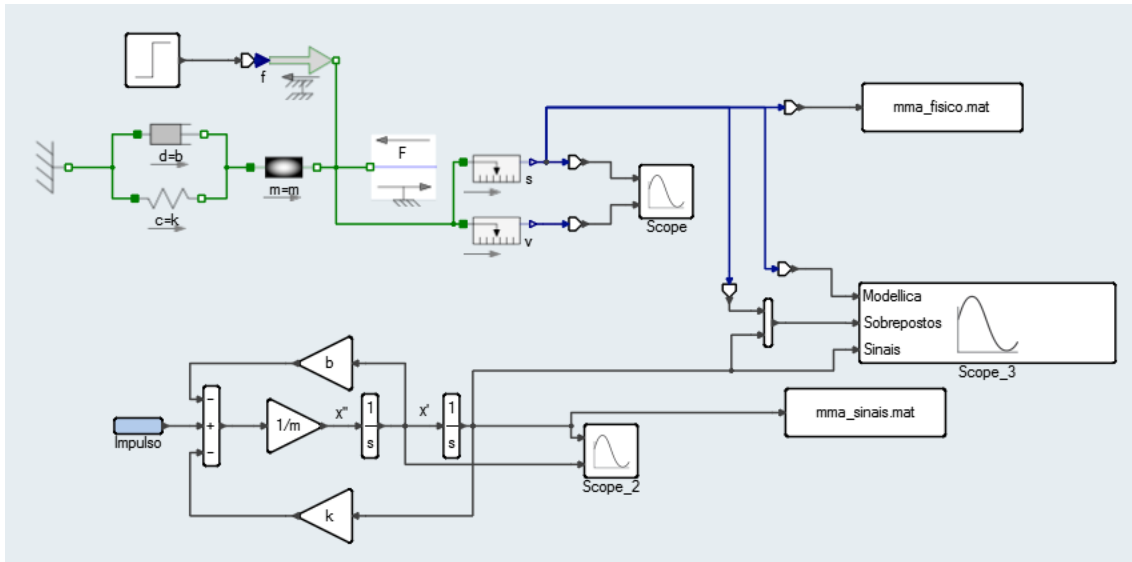 f
mma_fisico.mat
F
d=b
s
m=m
c=k
v
Scope
Modellica
Sobrepostos
Sinais
Scope_3
b
−
+
−
Impulso
1/m
x''
1
s
x'
1
s
mma_sinais.mat
Scope_2
k